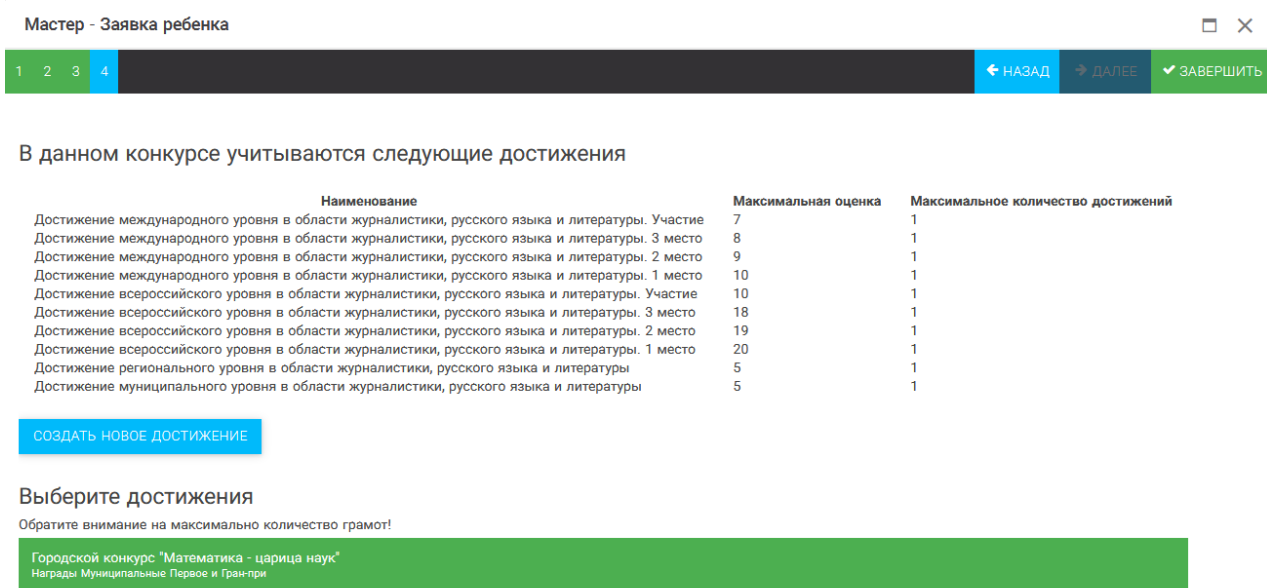 Мастер - Заявка ребенка
1 2 3 4 НАЗАД ДАЛЕЕ ЗАВЕРШИТЬ
В данном конкурсе учитываются следующие достижения
Наименование Максимальная оценка Максимальное количество достижений
Достижение международного уровня в области журналистики, русского языка и литературы. Участие 7 1
Достижение международного уровня в области журналистики, русского языка и литературы. 3 место 8 1
Достижение международного уровня в области журналистики, русского языка и литературы. 2 место 9 1
Достижение международного уровня в области журналистики, русского языка и литературы. 1 место 10 1
Достижение всероссийского уровня в области журналистики, русского языка и литературы. Участие 10 1
Достижение всероссийского уровня в области журналистики, русского языка и литературы. 3 место 18 1
Достижение всероссийского уровня в области журналистики, русского языка и литературы. 2 место 19 1
Достижение всероссийского уровня в области журналистики, русского языка и литературы. 1 место 20 1
Достижение регионального уровня в области журналистики, русского языка и литературы 5 1
Достижение муниципального уровня в области журналистики, русского языка и литературы 5 1
СОЗДАТЬ НОВОЕ ДОСТИЖЕНИЕ
Выберите достижения
Обратите внимание на максимально количество грамот!
Городской конкурс "Математика - царица наук"
Награды Муниципальные Первое и Гран-при